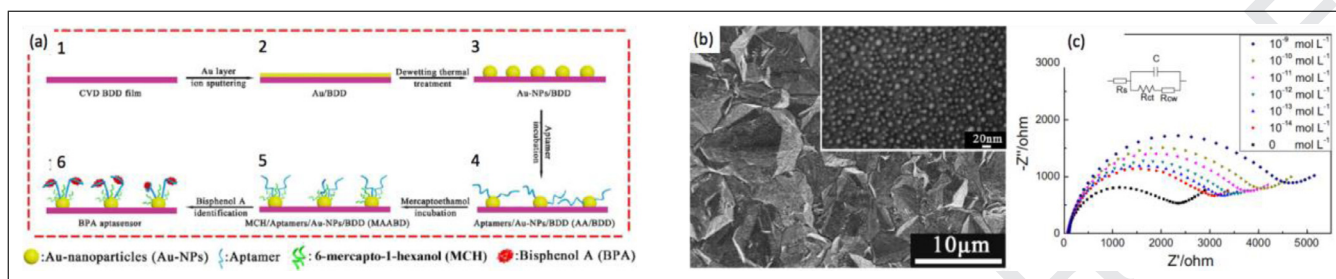 (a)
1
2
3
Au layer
ion sputtering
Dewetting thermal
treatment
CVD BDD film
Au/BDD
Au-NPs/BDD
Aptamer
incubation
6
5
4
Bisphenol A
identification
Mercaptoethamol
incubation
BPA aptasensor
MCH/Aptamers/Au-NPs/BDD (MAABD)
Aptamers/Au-NPs/BDD (AA/BDD)
:Au-nanoparticles (Au-NPs)
:Aptamer
:6-mercapto-1-hexanol (MCH)
:Bisphenol A (BPA)
(b)
20nm
10μm
(c)
C
Rs
Rct
Rcw
10⁻⁹ mol L⁻¹
10⁻¹⁰ mol L⁻¹
10⁻¹¹ mol L⁻¹
10⁻¹² mol L⁻¹
10⁻¹³ mol L⁻¹
10⁻¹⁴ mol L⁻¹
0 mol L⁻¹
-Z''/ohm
3000
2000
1500
1000
0
0 1000 2000 3000 4000 5000
Z'/ohm